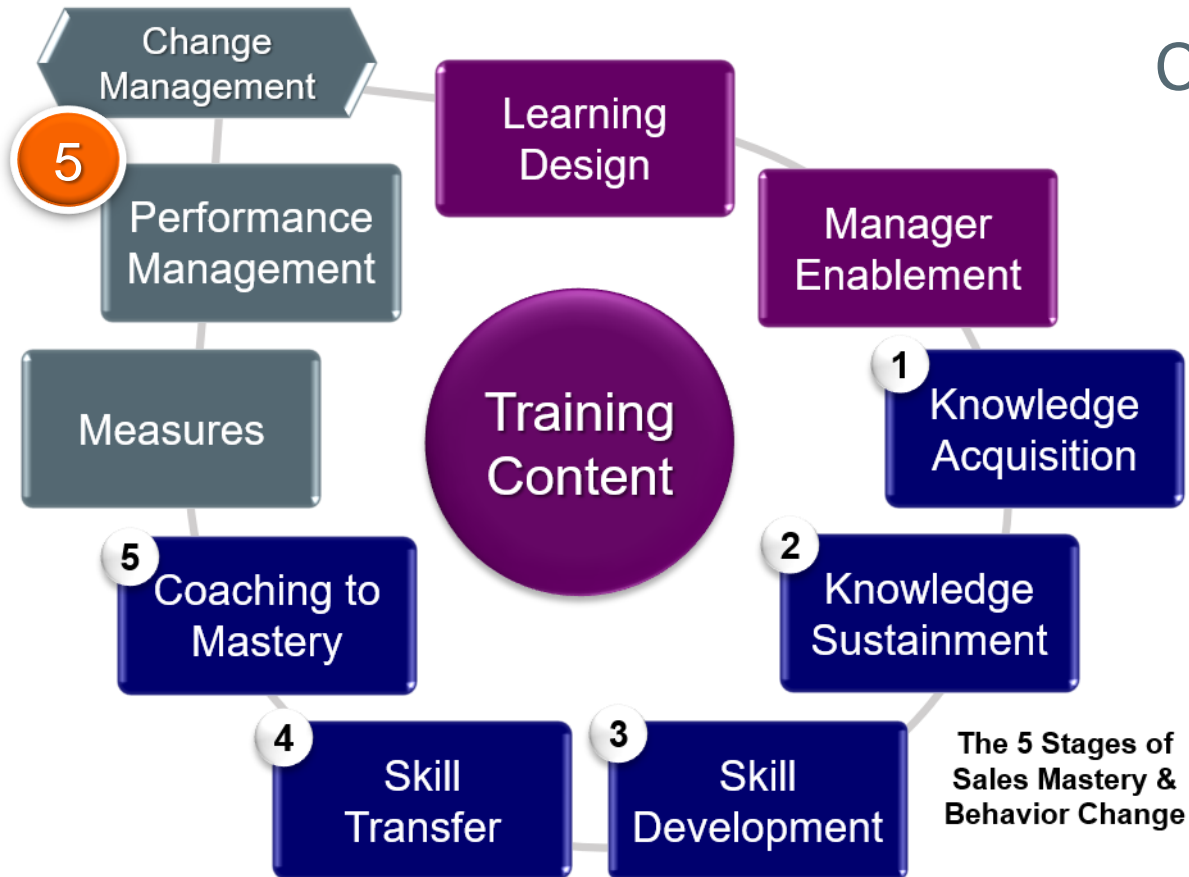 Change
Management
5
Performance
Management
Measures
Learning
Design
Manager
Enablement
Training
Content
1
Knowledge
Acquisition
2
Knowledge
Sustainment
3
Skill
Development
4
Skill
Transfer
5
Coaching to
Mastery
The 5 Stages of
Sales Mastery &
Behavior Change